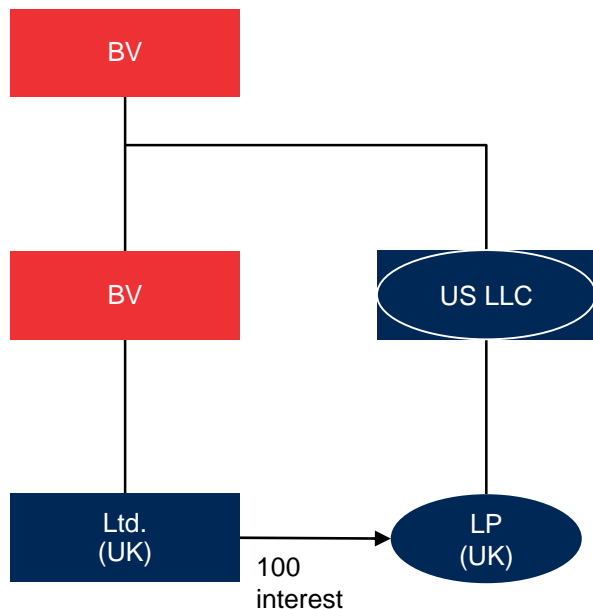 BV
BV
US LLC
Ltd.
(UK)
100
interest
LP
(UK)